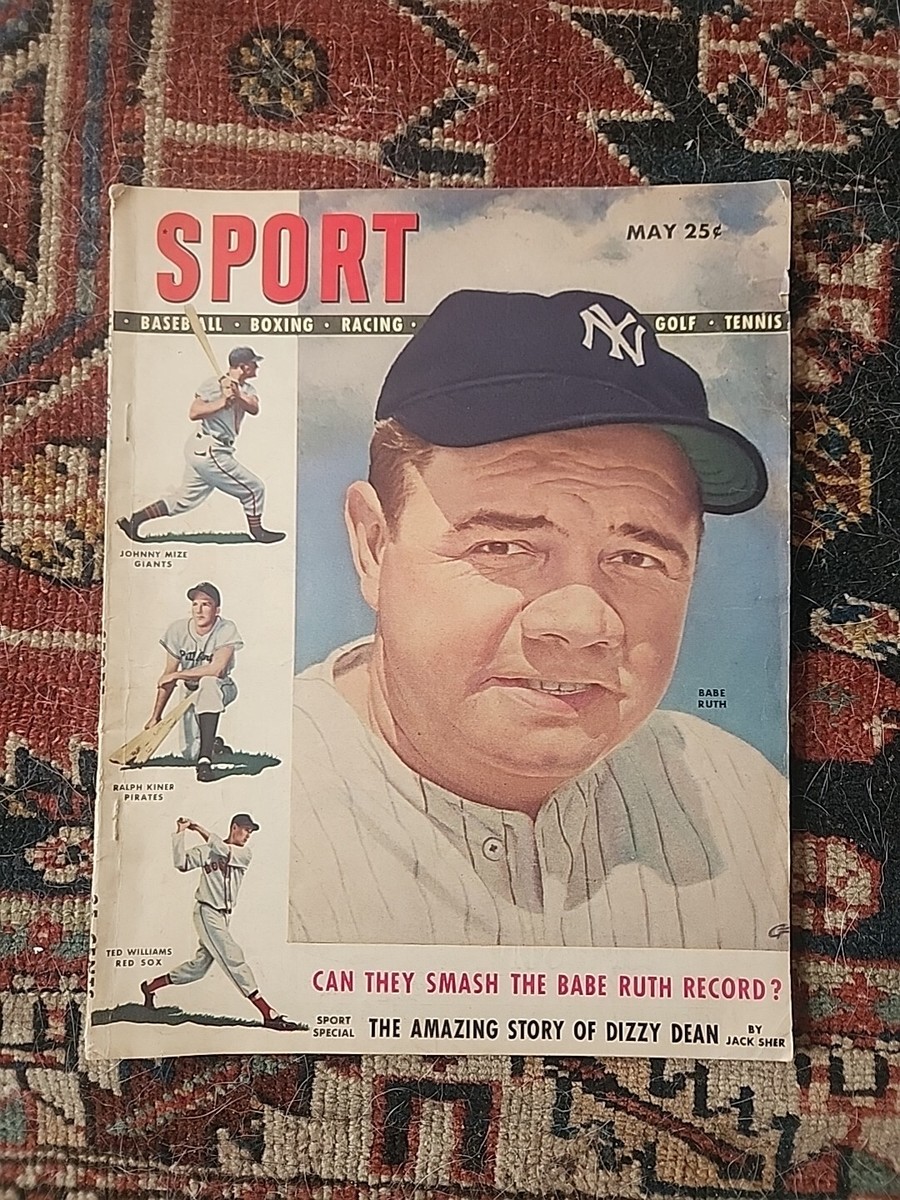 SPORT
MAY 25¢
· BASEBALL · BOXING · RACING ·
GOLF · TENNIS
NY
JOHNNY MIZE
GIANTS
RALPH KINER
PIRATES
BABE
RUTH
TED WILLIAMS
RED SOX
CAN THEY SMASH THE BABE RUTH RECORD?
SPORT
SPECIAL
THE AMAZING STORY OF DIZZY DEAN
BY
JACK SHER